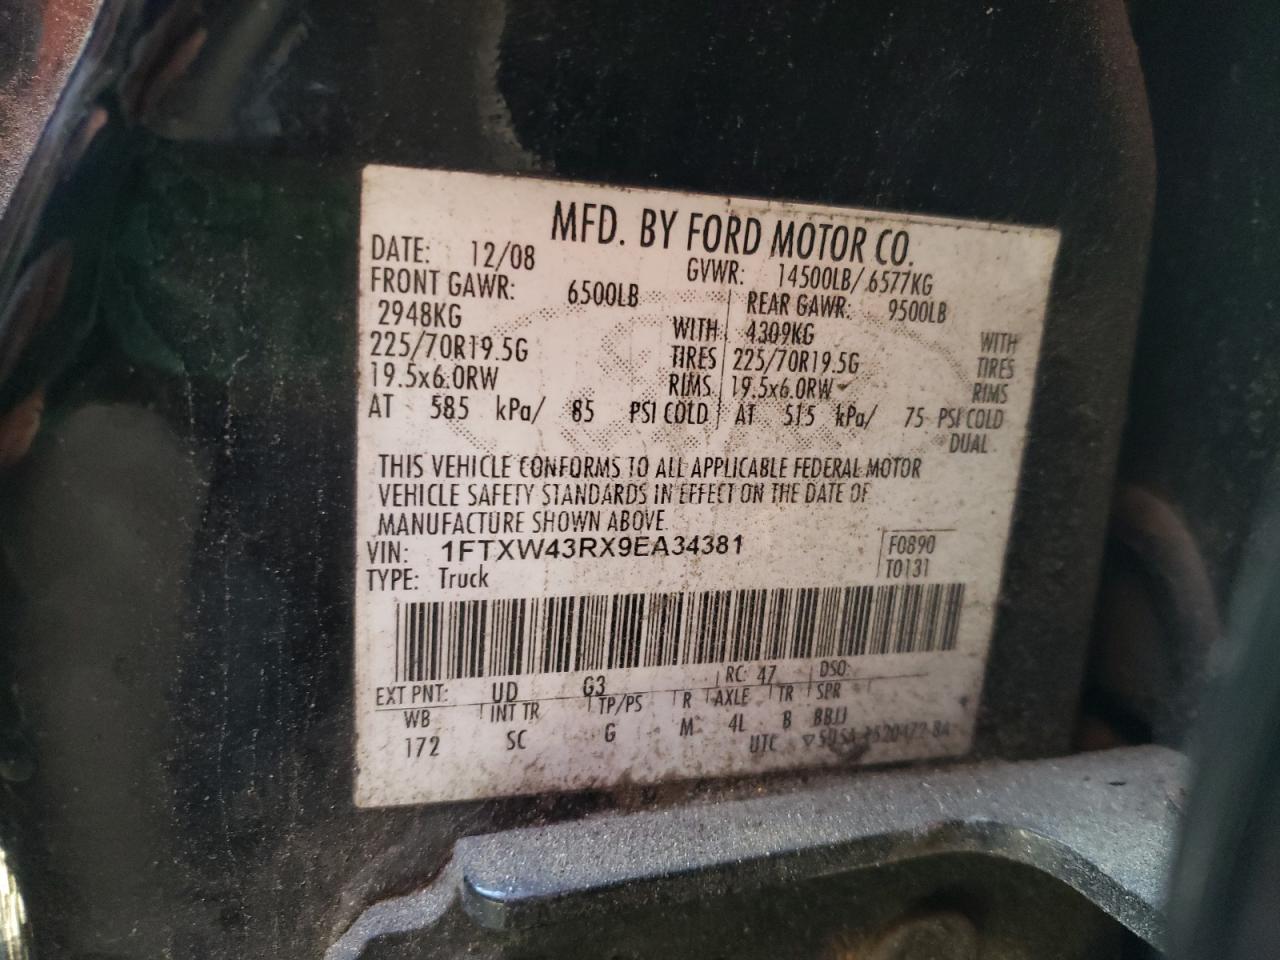 MFD. BY FORD MOTOR CO.
DATE: 12/08 GVWR: 14500LB/ 6577KG
FRONT GAWR: 6500LB REAR GAWR: 9500LB
2948KG WITH 4309KG WITH
225/70R19.5G TIRES 225/70R19.5G TIRES
19.5x6.0RW RIMS 19.5x6.0RW RIMS
AT 585 kPa/ 85 PSI COLD AT 515 kPa/ 75 PSI COLD
DUAL
THIS VEHICLE CONFORMS TO ALL APPLICABLE FEDERAL MOTOR
VEHICLE SAFETY STANDARDS IN EFFECT ON THE DATE OF
MANUFACTURE SHOWN ABOVE.
VIN: 1FTXW43RX9EA34381 F0890
TYPE: Truck T0131
EXT PNT: UD G3 RC: 47 DSO:
WB INT TR TP/PS R AXLE TR SPR
172 SC G M 4L B BBJJ
UTC